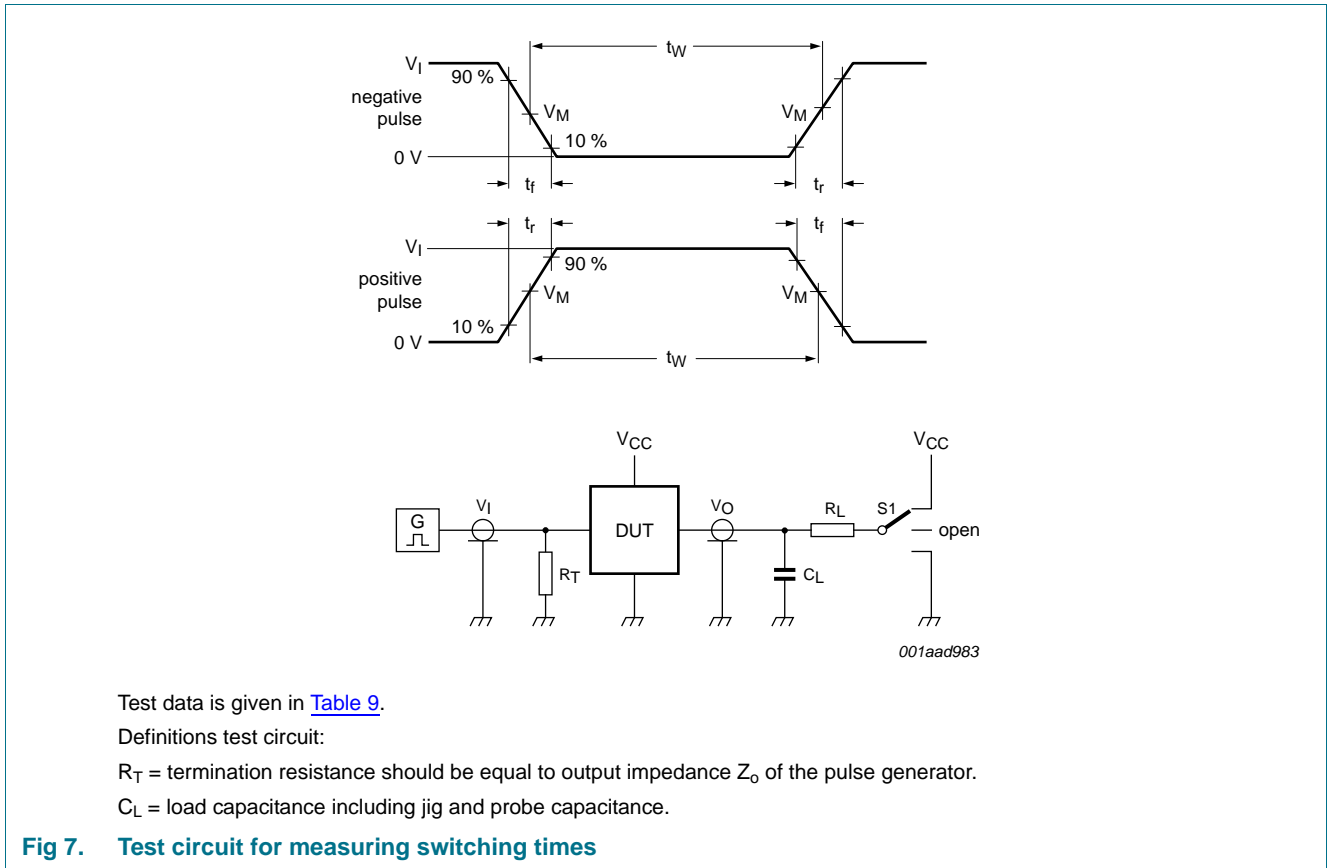 tW
VI
90 %
negative
pulse
VM
VM
10 %
0 V
tf
tr
tr
tf
VI
90 %
positive
pulse
VM
VM
10 %
0 V
tW
VCC
VCC
G
VI
DUT
VO
RL
S1
open
RT
CL
001aad983
Test data is given in Table 9.
Definitions test circuit:
RT = termination resistance should be equal to output impedance Zo of the pulse generator.
CL = load capacitance including jig and probe capacitance.
Fig 7. Test circuit for measuring switching times